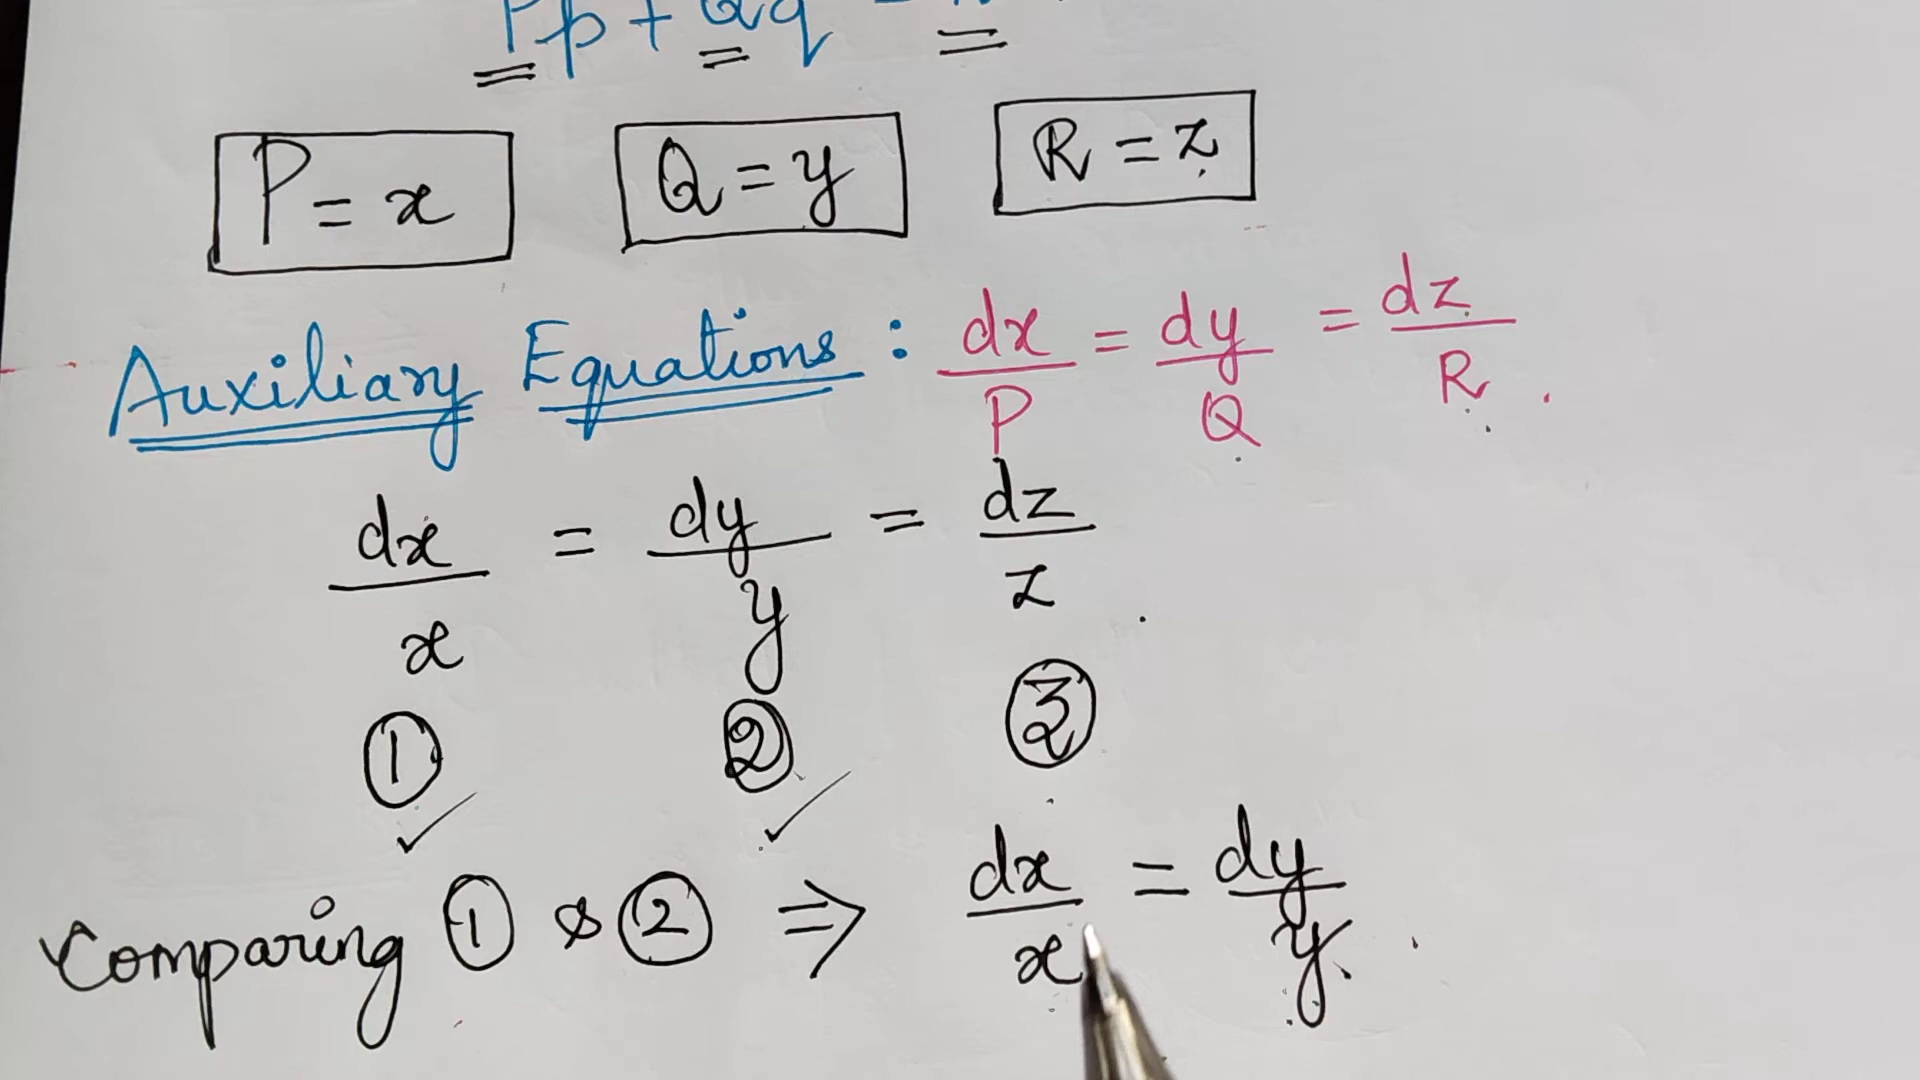 Pp + Qq =
P = x Q = y R = z
Auxiliary Equations : dx/P = dy/Q = dz/R .
dx/x = dy/y = dz/z .
① ② ③
Comparing ① & ② ⇒ dx/x = dy/y .